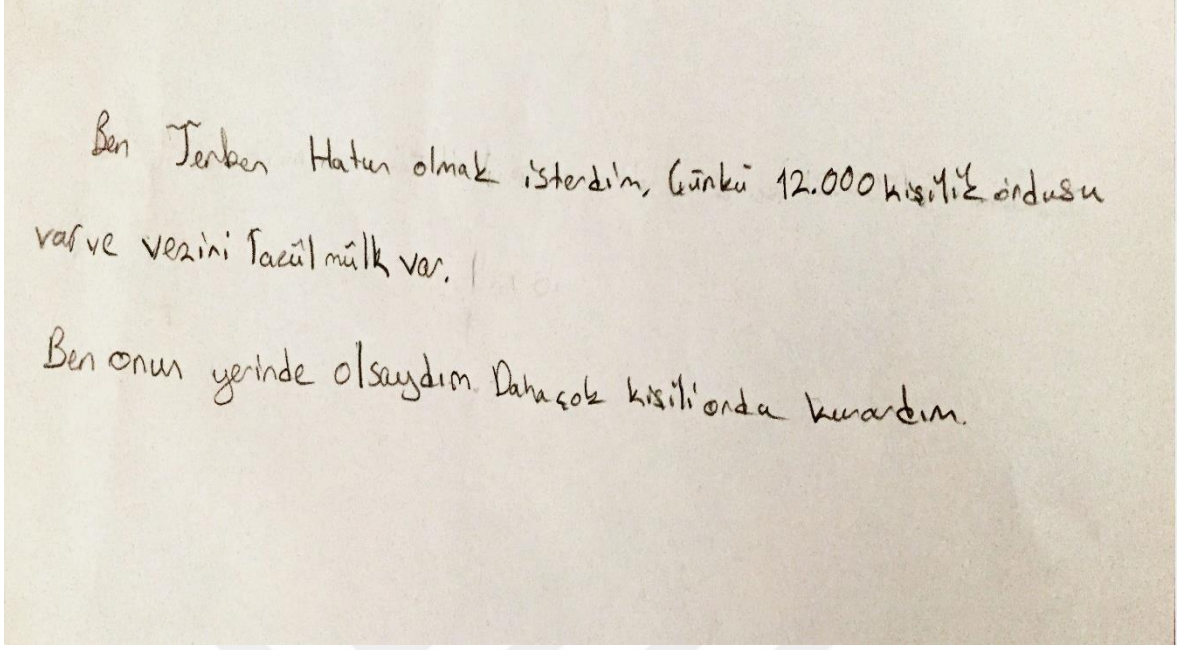 Ben Terken Hatun olmak isterdim, Çünkü 12.000 kişilik ordusu
var ve veziri Tacül mülk var.
Ben onun yerinde olsaydım Daha çok kişili orda kurardım.